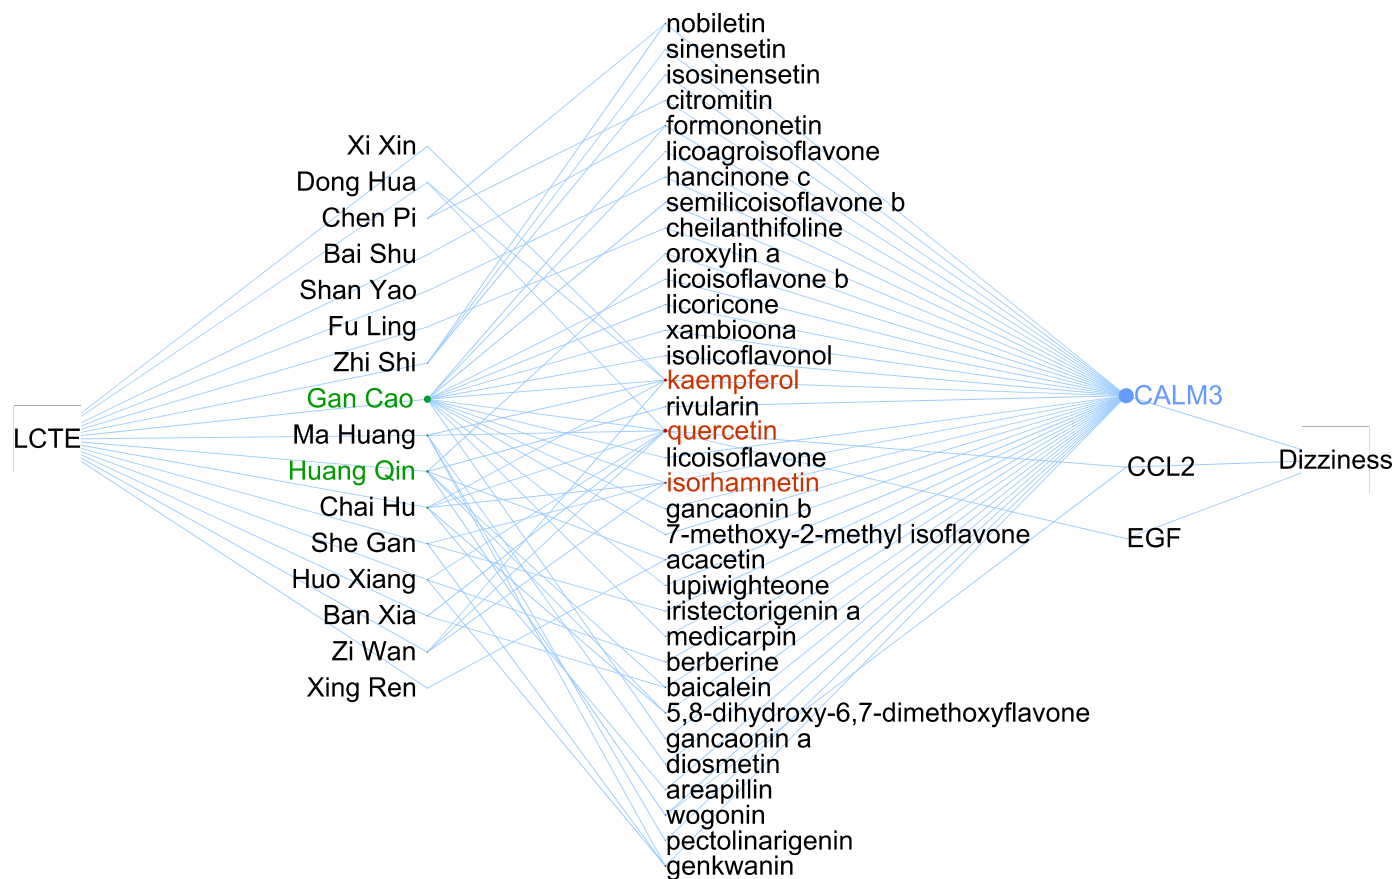 LCTE
Xi Xin
Dong Hua
Chen Pi
Bai Shu
Shan Yao
Fu Ling
Zhi Shi
Gan Cao
Ma Huang
Huang Qin
Chai Hu
She Gan
Huo Xiang
Ban Xia
Zi Wan
Xing Ren
nobiletin
sinensetin
isosinensetin
citromitin
formononetin
licoagroisoflavone
hancinone c
semilicoisoflavone b
cheilanthifoline
oroxylin a
licoisoflavone b
licoricone
xambioona
isolicoflavonol
kaempferol
rivularin
quercetin
licoisoflavone
isorhamnetin
gancaonin b
7-methoxy-2-methyl isoflavone
acacetin
lupiwighteone
iristectorigenin a
medicarpin
berberine
baicalein
5,8-dihydroxy-6,7-dimethoxyflavone
gancaonin a
diosmetin
areapillin
wogonin
pectolinarigenin
genkwanin
CALM3
CCL2
EGF
Dizziness